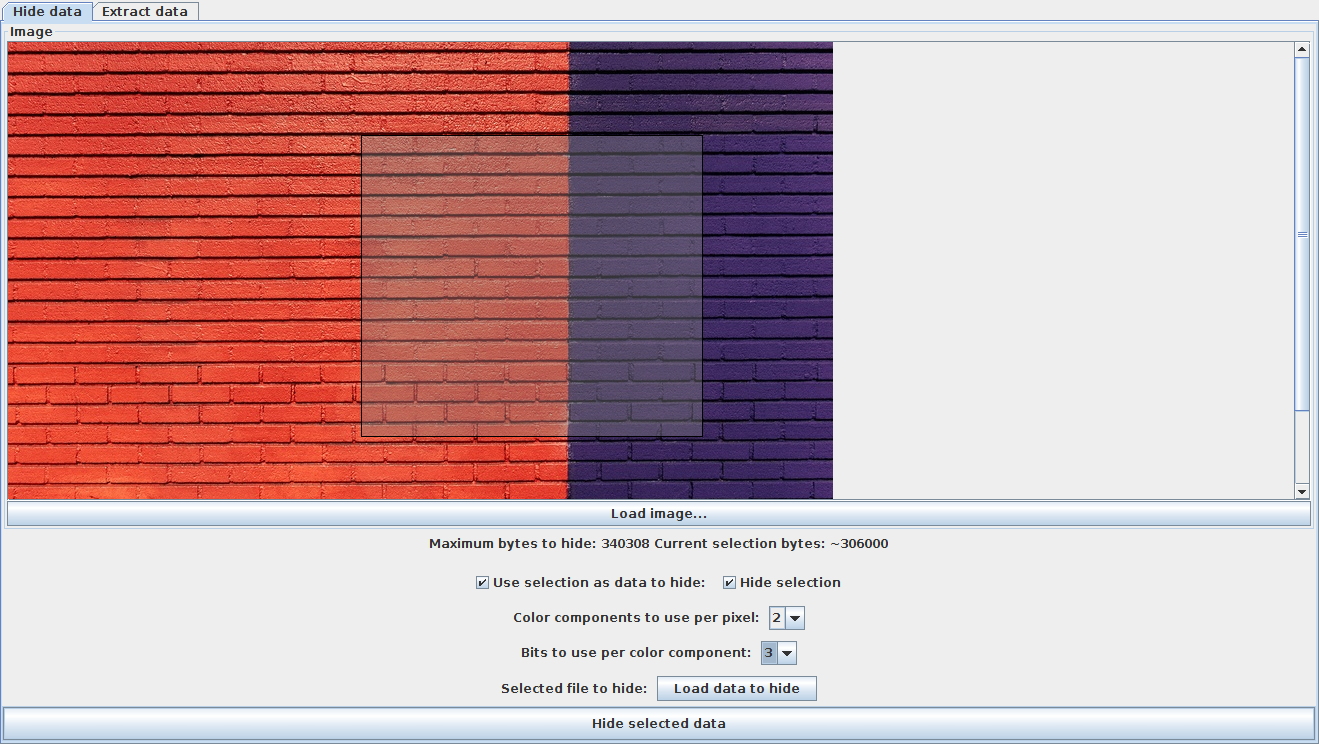 Hide data Extract data
Image
Load image...
Maximum bytes to hide: 340308 Current selection bytes: ~306000
Use selection as data to hide: Hide selection
Color components to use per pixel: 2
Bits to use per color component: 3
Selected file to hide: Load data to hide
Hide selected data